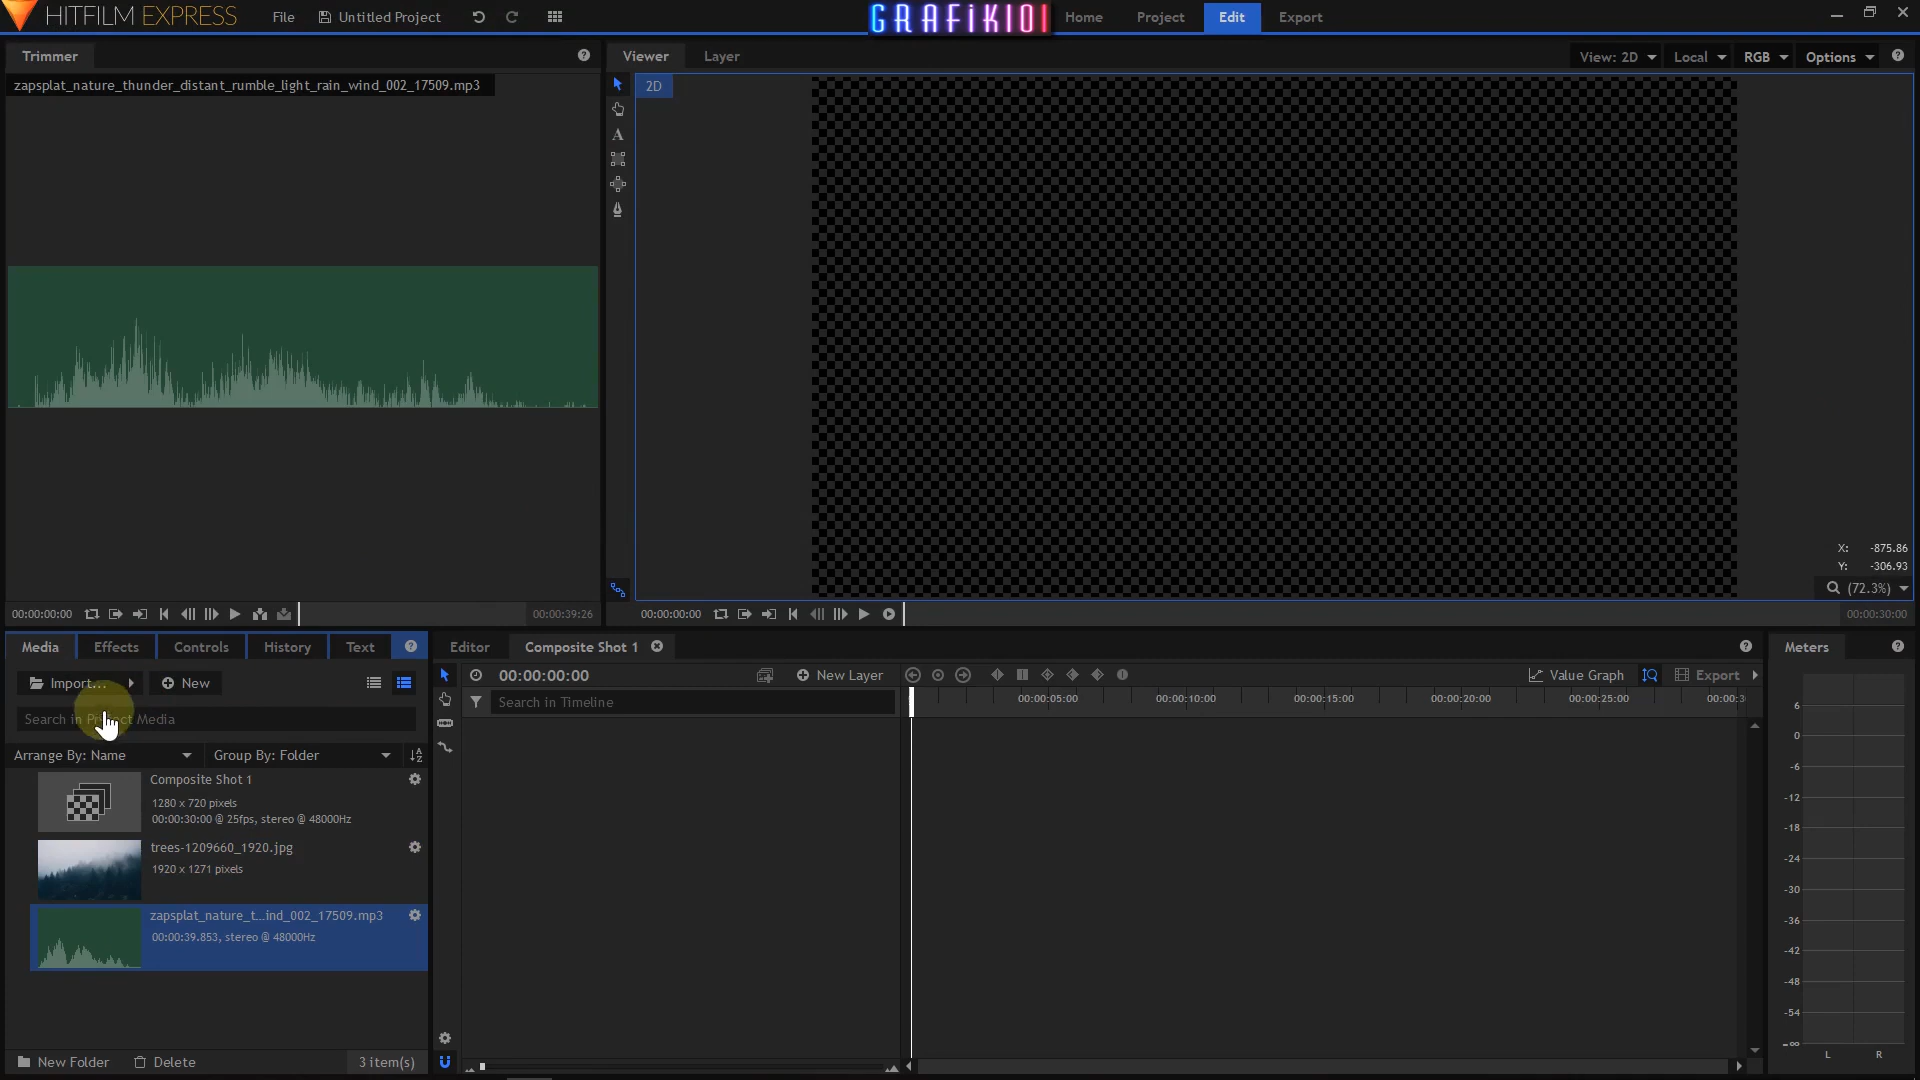 HITFILM EXPRESS
File
Untitled Project
GRAFIK101
Home
Project
Edit
Export
Trimmer
zapsplat_nature_thunder_distant_rumble_light_rain_wind_002_17509.mp3
Viewer
Layer
View: 2D
Local
RGB
Options
2D
A
X: -875.86
Y: -306.93
(72.3%)
00:00:00:00
00:00:39:26
00:00:00:00
00:00:30:00
Media
Effects
Controls
History
Text
Import...
New
Search in Project Media
Arrange By: Name
Group By: Folder
Composite Shot 1
1280 x 720 pixels
00:00:30:00 @ 25fps, stereo @ 48000Hz
trees-1209660_1920.jpg
1920 x 1271 pixels
zapsplat_nature_t...ind_002_17509.mp3
00:00:39.853, stereo @ 48000Hz
New Folder
Delete
3 item(s)
Editor
Composite Shot 1
00:00:00:00
New Layer
Value Graph
Export
Search in Timeline
00:00:05:00
00:00:10:00
00:00:15:00
00:00:20:00
00:00:25:00
00:00:3
Meters
6
0
-6
-12
-18
-24
-30
-36
-42
-48
-54
-∞
L
R